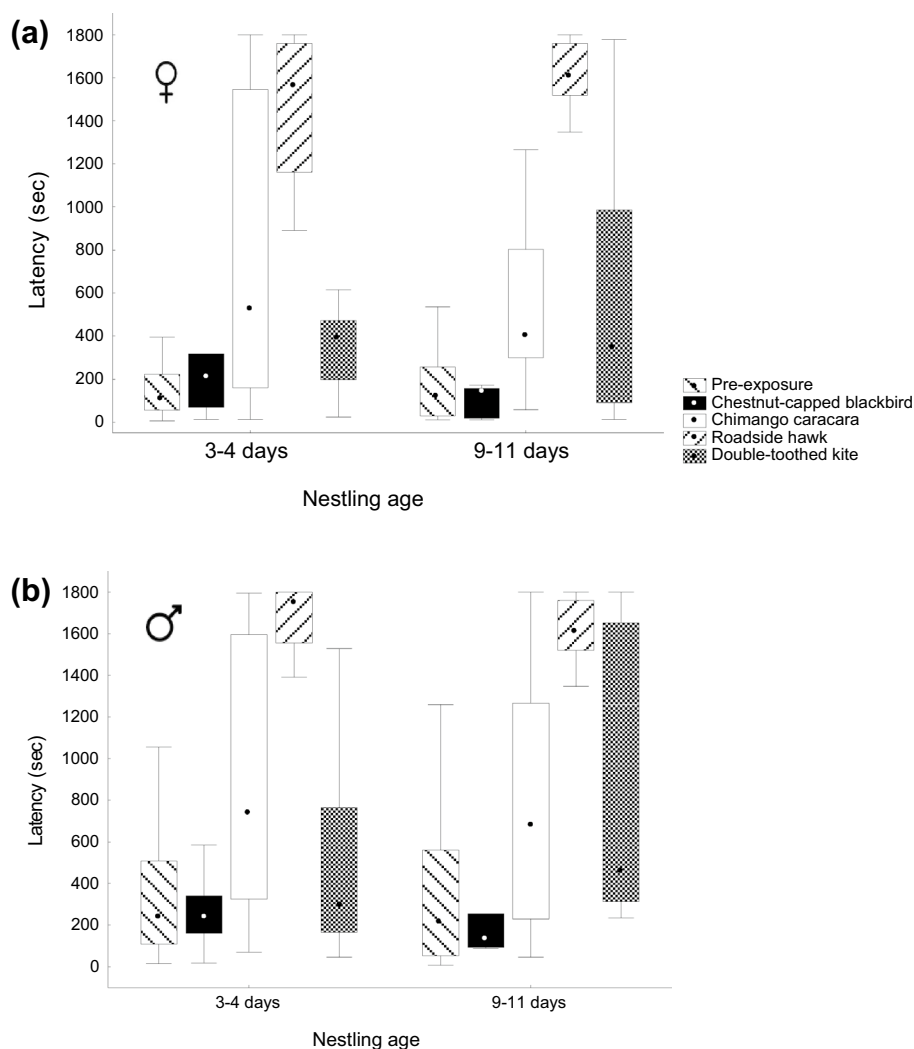 (a)
♀
Latency (sec)
1800
1600
1400
1200
1000
800
600
400
200
0
3-4 days
9-11 days
Nestling age
Pre-exposure
Chestnut-capped blackbird
Chimango caracara
Roadside hawk
Double-toothed kite
(b)
♂
Latency (sec)
1800
1600
1400
1200
1000
800
600
400
200
0
3-4 days
9-11 days
Nestling age